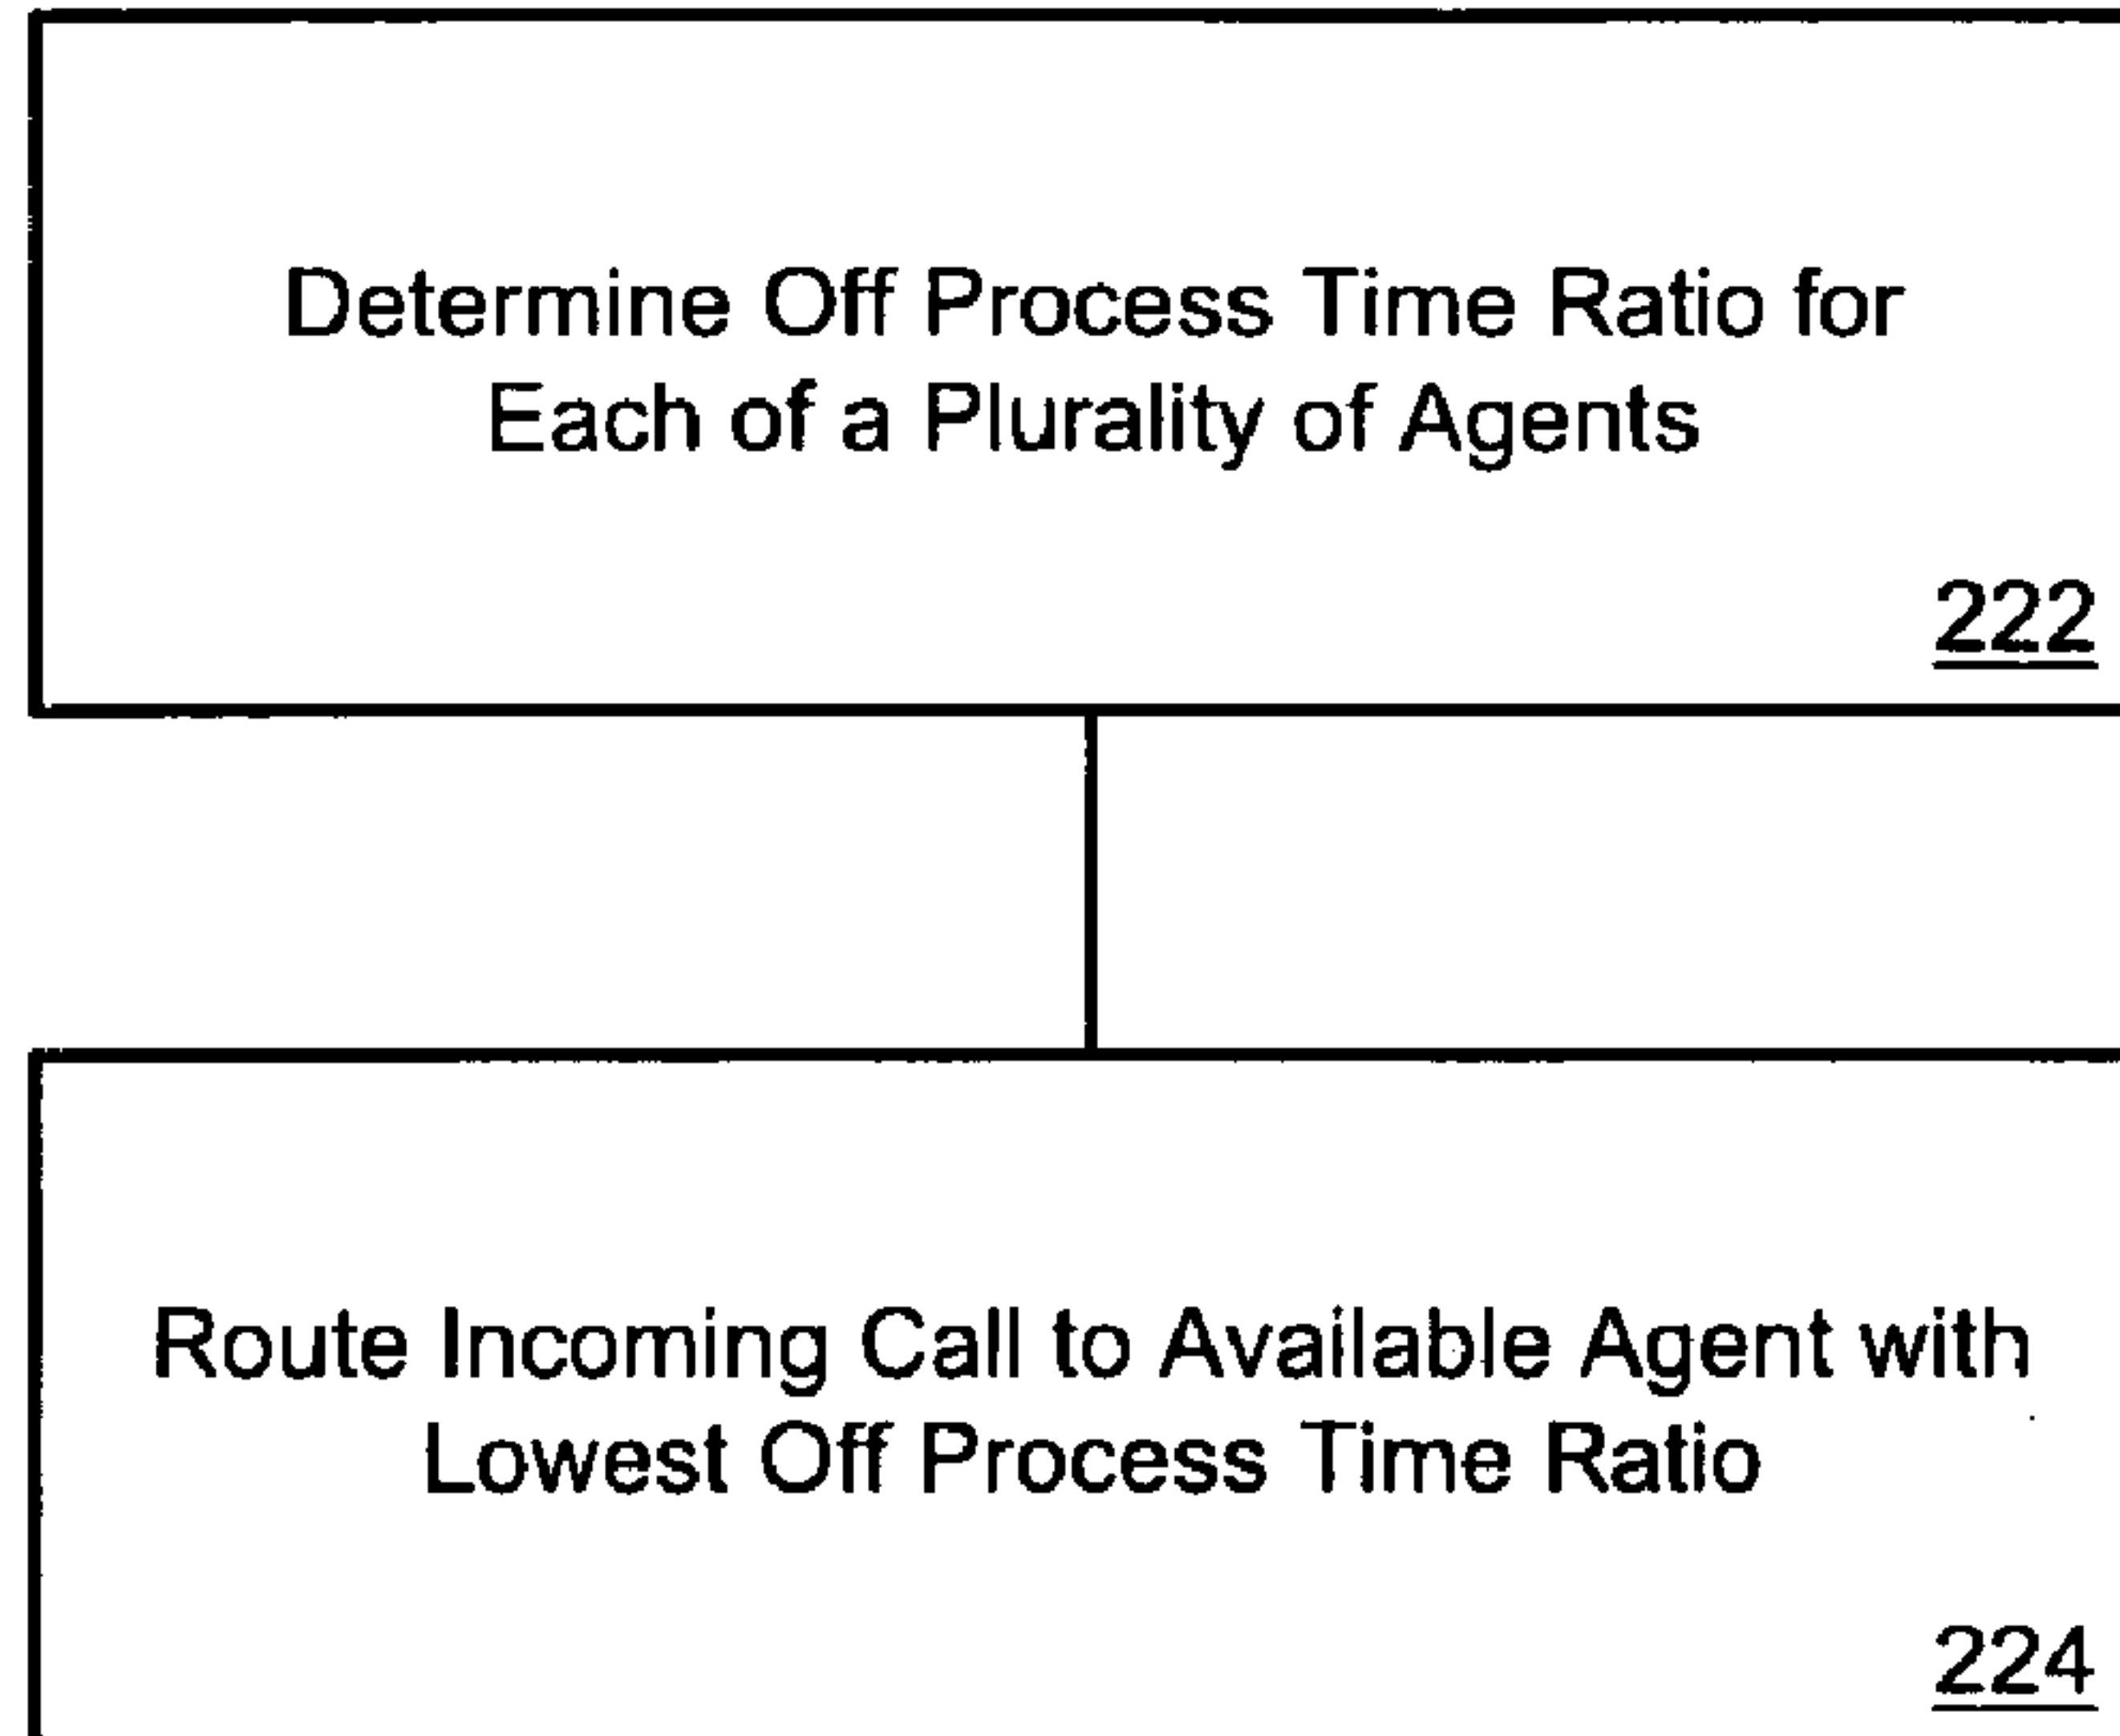 Determine Off Process Time Ratio for
Each of a Plurality of Agents
222
Route Incoming Call to Available Agent with
Lowest Off Process Time Ratio
224